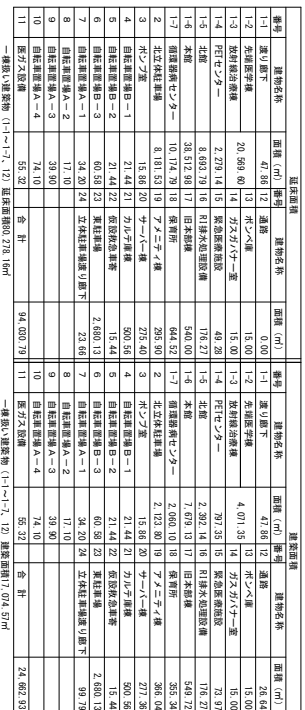 延床面積
番号 建物名称 面積(㎡) 番号 建物名称 面積(㎡)
1-1 渡り廊下 47.86 12 通路 0.00
1-2 先端医学棟 20,569.60 13 ボンベ庫 15.00
1-3 放射線治療棟 14 ガスガバナー室 15.00
1-4 PETセンター 2,279.14 15 緊急医療施設 49.28
1-5 北館 8,693.79 16 RI排水処理設備 176.27
1-6 本館 38,512.98 17 旧本部棟 540.00
1-7 循環器病センター 10,174.79 18 保育所 644.52
2 北立体駐車場 8,181.53 19 アメニティ棟 295.90
3 ポンプ室 15.86 20 サーバー棟 275.40
4 自転車置場B-1 21.44 21 カルテ庫棟 500.56
5 自転車置場B-2 21.44 22 仮設救急車寄 15.44
6 自転車置場B-3 60.58 23 東駐車場 2,680.13
7 自転車置場A-1 34.20 24 立体駐車場渡り廊下 23.66
8 自転車置場A-2 17.10
9 自転車置場A-3 39.90
10 自転車置場A-4 74.10
11 医ガス設備 55.32 合計 94,030.79
一棟扱い建築物(1-1~1-7、12)延床面積80,278.16㎡
建築面積
番号 建物名称 面積(㎡) 番号 建物名称 面積(㎡)
1-1 渡り廊下 47.86 12 通路 26.64
1-2 先端医学棟 4,071.35 13 ボンベ庫 15.00
1-3 放射線治療棟 14 ガスガバナー室 15.00
1-4 PETセンター 797.35 15 緊急医療施設 73.97
1-5 北館 2,392.14 16 RI排水処理設備 176.27
1-6 本館 7,679.13 17 旧本部棟 549.72
1-7 循環器病センター 2,060.10 18 保育所 355.34
2 北立体駐車場 2,123.80 19 アメニティ棟 366.04
3 ポンプ室 15.86 20 サーバー棟 277.36
4 自転車置場B-1 21.44 21 カルテ庫棟 500.56
5 自転車置場B-2 21.44 22 仮設救急車寄 15.44
6 自転車置場B-3 60.58 23 東駐車場 2,680.13
7 自転車置場A-1 34.20 24 立体駐車場渡り廊下 99.79
8 自転車置場A-2 17.10
9 自転車置場A-3 39.90
10 自転車置場A-4 74.10
11 医ガス設備 55.32 合計 24,662.93
一棟扱い建築物(1-1~1-7、12)建築面積17,074.57㎡